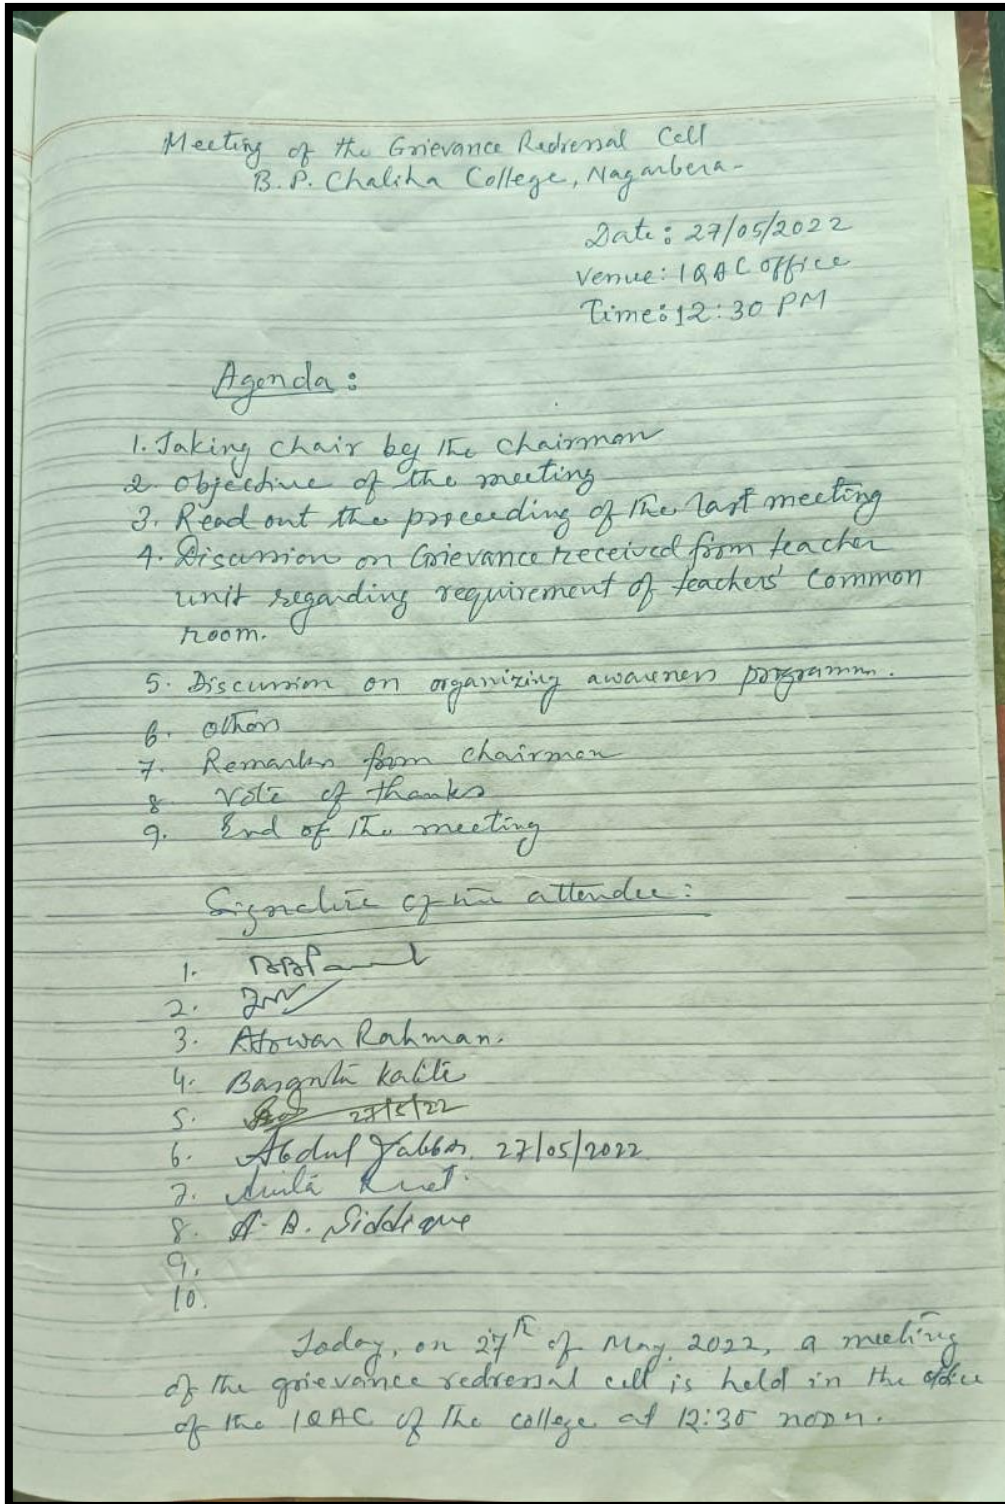 Meeting of the Grievance Redressal Cell
B. P. Chaliha College, Nagarbera-
Date: 27/05/2022
Venue: IQAC office
Time: 12:30 PM
Agenda:
1. Taking chair by the chairman
2. Objective of the meeting
3. Read out the proceeding of the last meeting
4. Discussion on Grievance received from teacher
unit regarding requirement of teachers' common
room.
5. Discussion on organizing awareness programm.
6. Others
7. Remarks from chairman
8. Vote of thanks
9. End of the meeting
Signature of the attendee:
1.
2.
3. Atowar Rahman.
4. Kalita
5. 27/5/22
6. Abdul Jabbar 27/05/2022
7.
8. A. B. Siddique
9.
10.
Today, on 27th of May, 2022, a meeting
of the grievance redressal cell is held in the office
of the IQAC of the college at 12:30 noon.